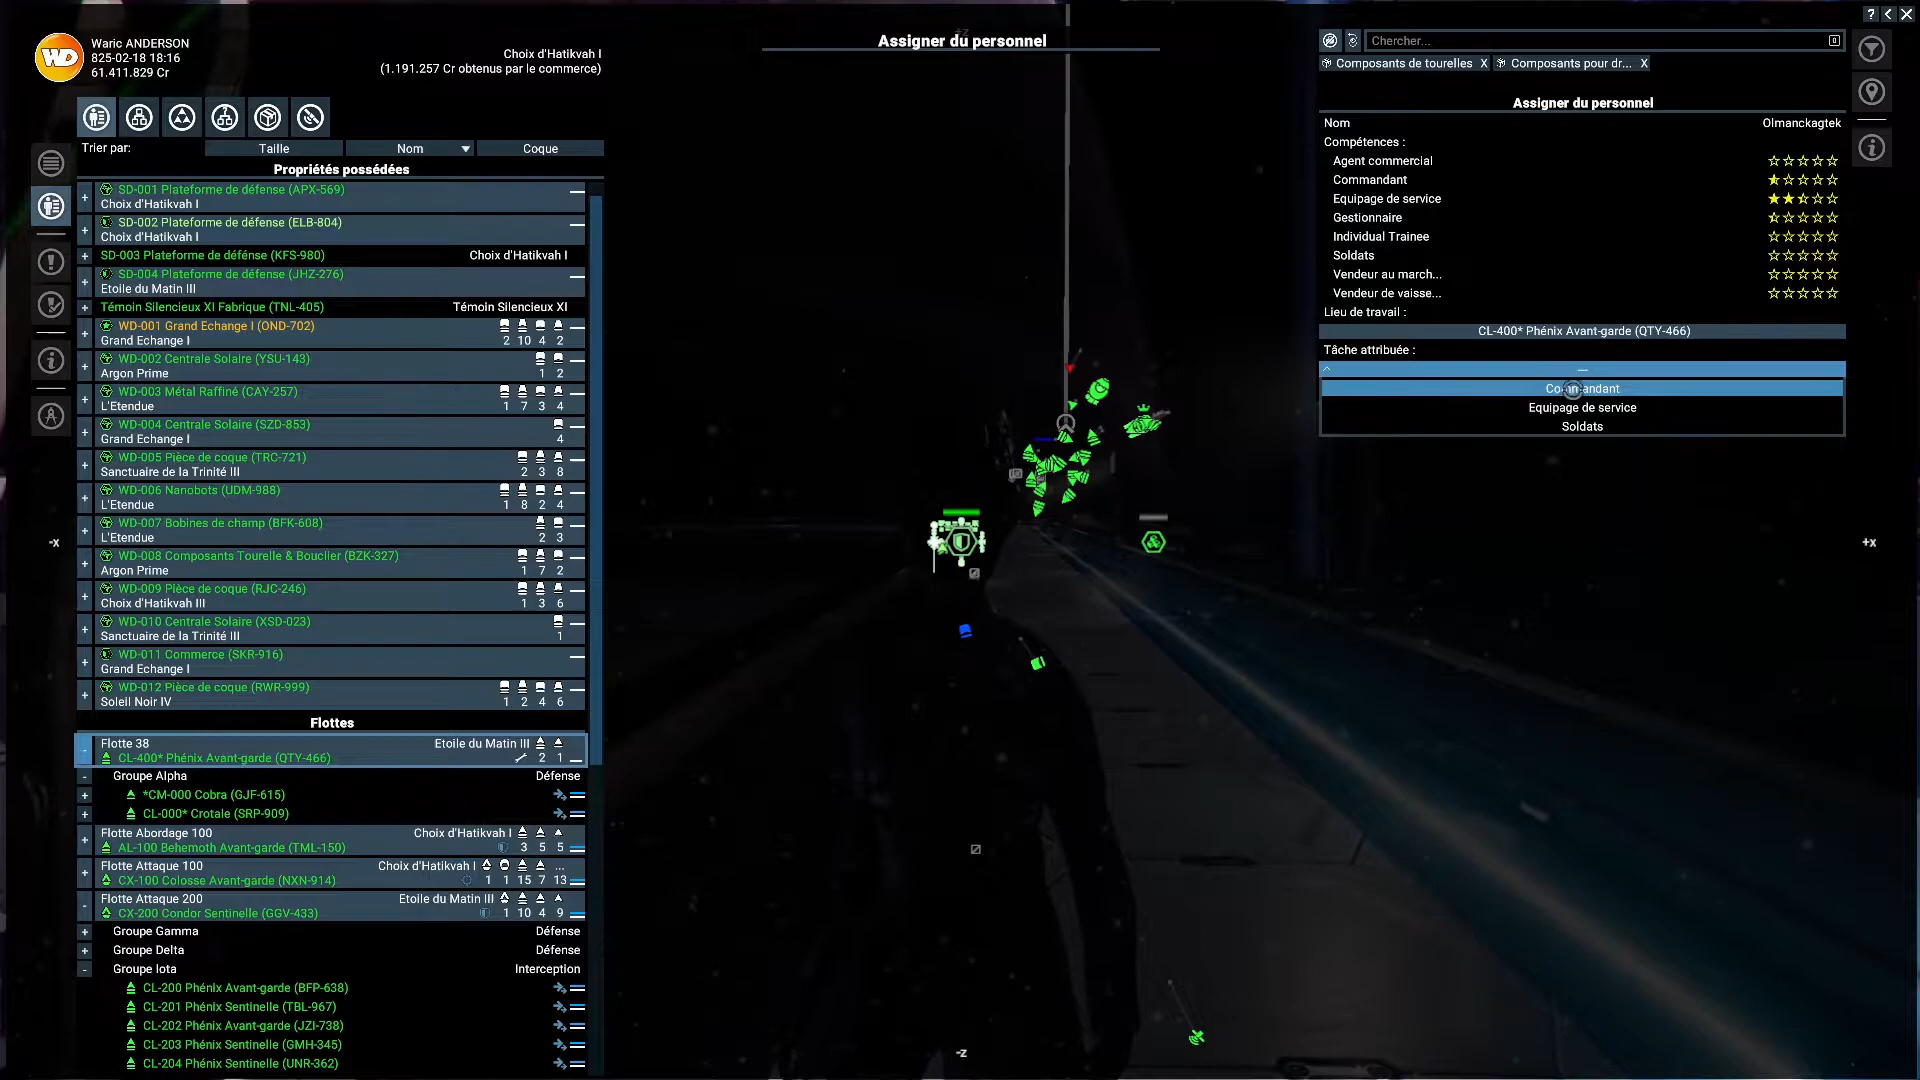 Waric ANDERSON
825-02-18 18:16
61.411.829 Cr
WD
Choix d'Hatikvah I
(1.191.257 Cr obtenus par le commerce)
Trier par:
Taille
Nom
Coque
Propriétés possédées
+ SD-001 Plateforme de défense (APX-569)
Choix d'Hatikvah I
+ SD-002 Plateforme de défense (ELB-804)
Choix d'Hatikvah I
+ SD-003 Plateforme de défénse (KFS-980) Choix d'Hatikvah I
+ SD-004 Plateforme de défense (JHZ-276)
Etoile du Matin III
+ Témoin Silencieux XI Fabrique (TNL-405) Témoin Silencieux XI
+ WD-001 Grand Echange I (OND-702)
Grand Echange I 2 10 4 2
+ WD-002 Centrale Solaire (YSU-143)
Argon Prime 1 2
+ WD-003 Métal Raffiné (CAY-257)
L'Etendue 1 7 3 4
+ WD-004 Centrale Solaire (SZD-853)
Grand Echange I 4
+ WD-005 Pièce de coque (TRC-721)
Sanctuaire de la Trinité III 2 3 8
+ WD-006 Nanobots (UDM-988)
L'Etendue 1 8 2 4
+ WD-007 Bobines de champ (BFK-608)
L'Etendue 2 3
+ WD-008 Composants Tourelle & Bouclier (BZK-327)
Argon Prime 1 7 2
+ WD-009 Pièce de coque (RJC-246)
Choix d'Hatikvah III 1 3 6
+ WD-010 Centrale Solaire (XSD-023)
Sanctuaire de la Trinité III 1
+ WD-011 Commerce (SKR-916)
Grand Echange I
+ WD-012 Pièce de coque (RWR-999)
Soleil Noir IV 1 2 4 6
Flottes
- Flotte 38 Etoile du Matin III
CL-400* Phénix Avant-garde (QTY-466) 2 1
- Groupe Alpha Défense
+ *CM-000 Cobra (GJF-615)
+ CL-000* Crotale (SRP-909)
+ Flotte Abordage 100 Choix d'Hatikvah I
AL-100 Behemoth Avant-garde (TML-150) 3 5 5
+ Flotte Attaque 100 Choix d'Hatikvah I ...
CX-100 Colosse Avant-garde (NXN-914) 1 1 15 7 13
- Flotte Attaque 200 Etoile du Matin III
CX-200 Condor Sentinelle (GGV-433) 1 10 4 9
+ Groupe Gamma Défense
+ Groupe Delta Défense
- Groupe Iota Interception
CL-200 Phénix Avant-garde (BFP-638)
CL-201 Phénix Sentinelle (TBL-967)
CL-202 Phénix Avant-garde (JZI-738)
CL-203 Phénix Sentinelle (GMH-345)
CL-204 Phénix Sentinelle (UNR-362)
Assigner du personnel
-x
+x
-z
? < X
Chercher...
Composants de tourelles X
Composants pour dr... X
Assigner du personnel
Nom Olmanckagtek
Compétences :
Agent commercial
Commandant
Equipage de service
Gestionnaire
Individual Trainee
Soldats
Vendeur au march...
Vendeur de vaisse...
Lieu de travail :
CL-400* Phénix Avant-garde (QTY-466)
Tâche attribuée :
Commandant
Equipage de service
Soldats